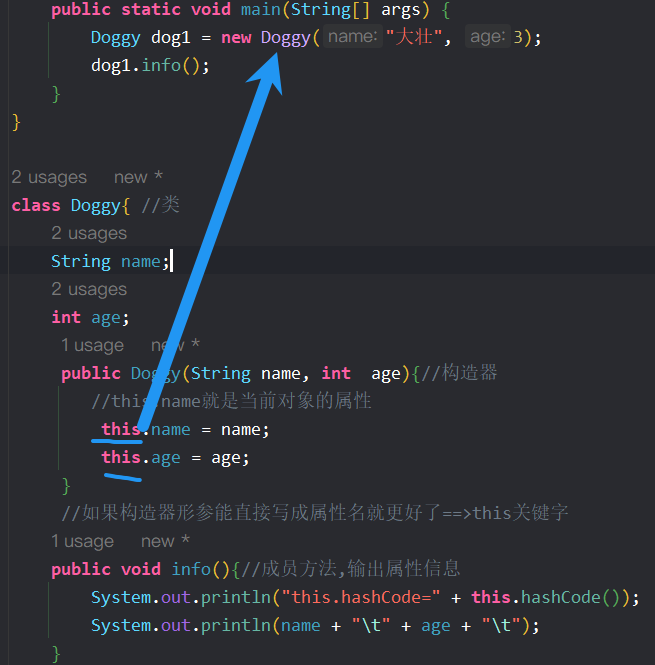 public static void main(String[] args) {
Doggy dog1 = new Doggy( name: "大壮", age: 3);
dog1.info();
}
}
2 usages new *
class Doggy{ //类
2 usages
String name;
2 usages
int age;
1 usage new *
public Doggy(String name, int  age){//构造器
//this.name就是当前对象的属性
this.name = name;
this.age = age;
}
//如果构造器形参能直接写成属性名就更好了==>this关键字
1 usage new *
public void info(){//成员方法,输出属性信息
System.out.println("this.hashCode=" + this.hashCode());
System.out.println(name + "\t" + age + "\t");
}